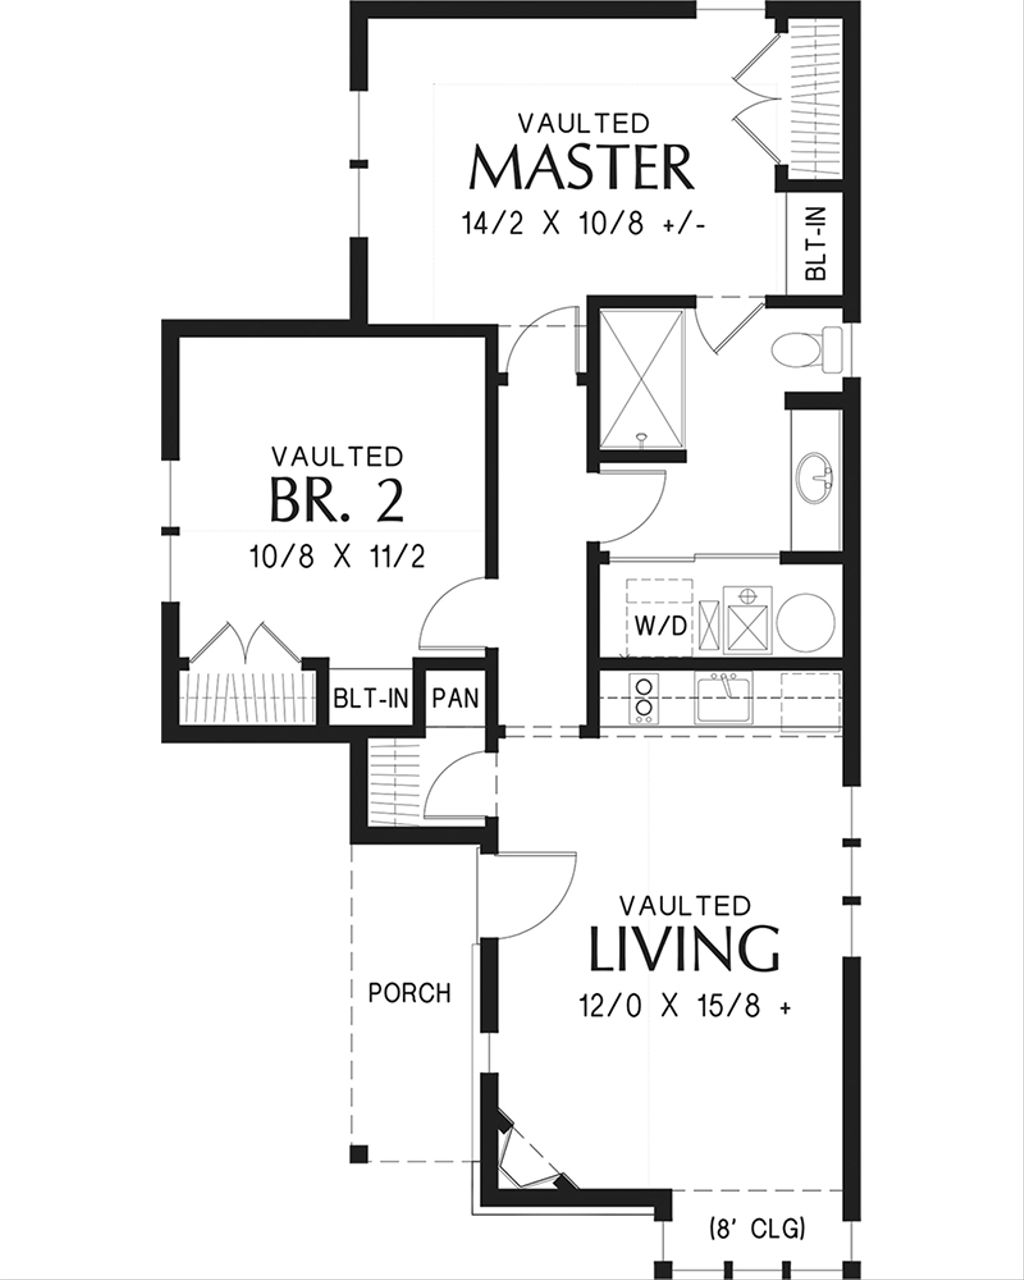 VAULTED
MASTER
14/2 X 10/8 +/-
BLT-IN
VAULTED
BR. 2
10/8 X 11/2
W/D
BLT-IN
PAN
VAULTED
LIVING
12/0 X 15/8 +
PORCH
(8' CLG)